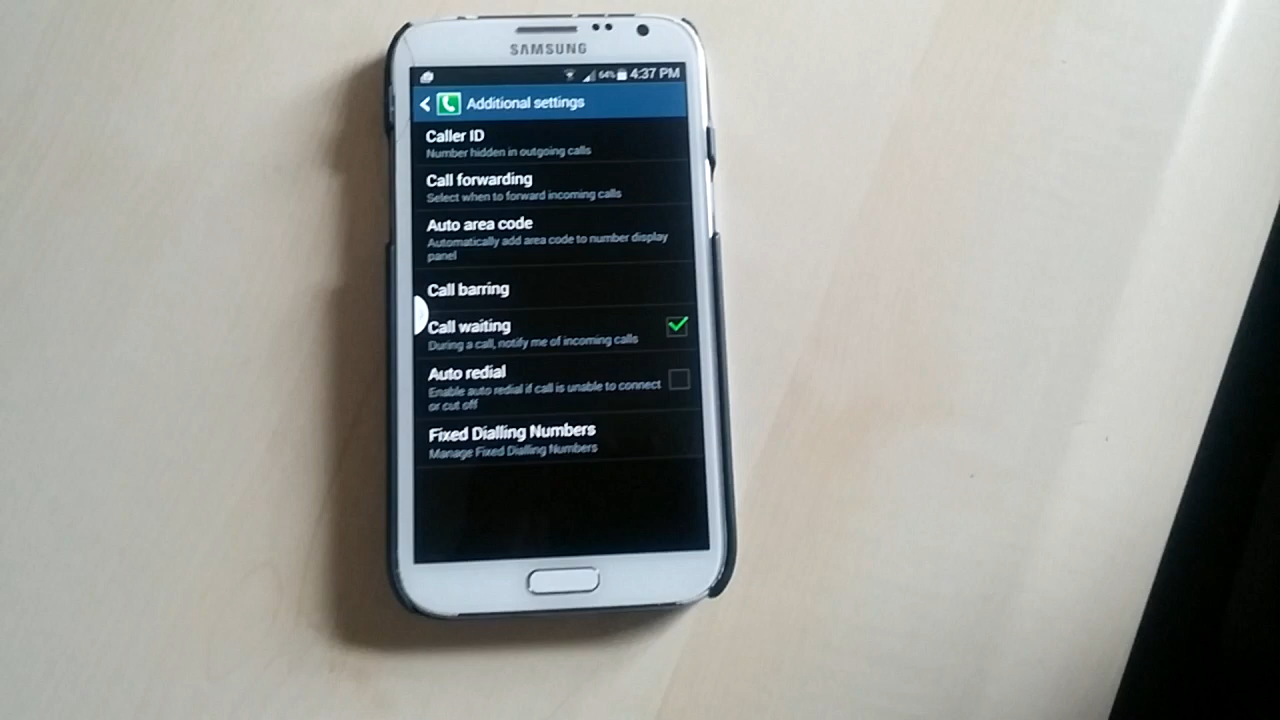 SAMSUNG
64% 4:37 PM
Additional settings
Caller ID
Number hidden in outgoing calls
Call forwarding
Select when to forward incoming calls
Auto area code
Automatically add area code to number display
panel
Call barring
Call waiting
During a call, notify me of incoming calls
Auto redial
Enable auto redial if call is unable to connect
or cut off
Fixed Dialling Numbers
Manage Fixed Dialling Numbers